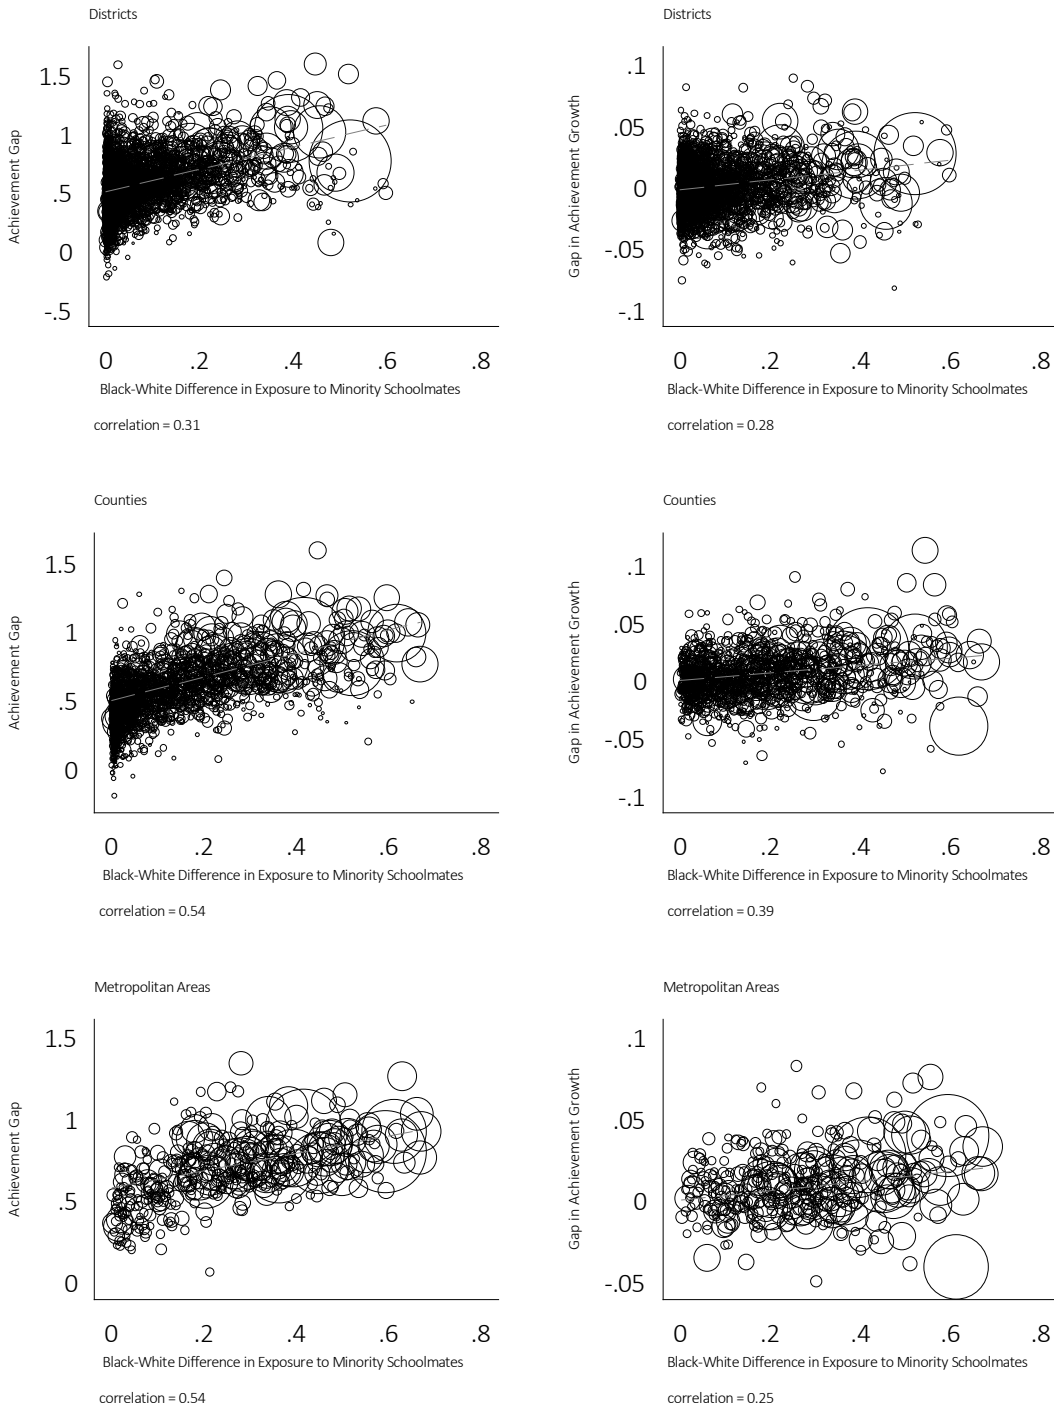 Districts
1.5
1
.5
0
-.5
Achievement Gap
0 .2 .4 .6 .8
Black-White Difference in Exposure to Minority Schoolmates
correlation = 0.31
Districts
.1
.05
0
-.05
-.1
Gap in Achievement Growth
0 .2 .4 .6 .8
Black-White Difference in Exposure to Minority Schoolmates
correlation = 0.28
Counties
1.5
1
.5
0
Achievement Gap
0 .2 .4 .6 .8
Black-White Difference in Exposure to Minority Schoolmates
correlation = 0.54
Counties
.1
.05
0
-.05
-.1
Gap in Achievement Growth
0 .2 .4 .6 .8
Black-White Difference in Exposure to Minority Schoolmates
correlation = 0.39
Metropolitan Areas
1.5
1
.5
0
Achievement Gap
0 .2 .4 .6 .8
Black-White Difference in Exposure to Minority Schoolmates
correlation = 0.54
Metropolitan Areas
.1
.05
0
-.05
Gap in Achievement Growth
0 .2 .4 .6 .8
Black-White Difference in Exposure to Minority Schoolmates
correlation = 0.25